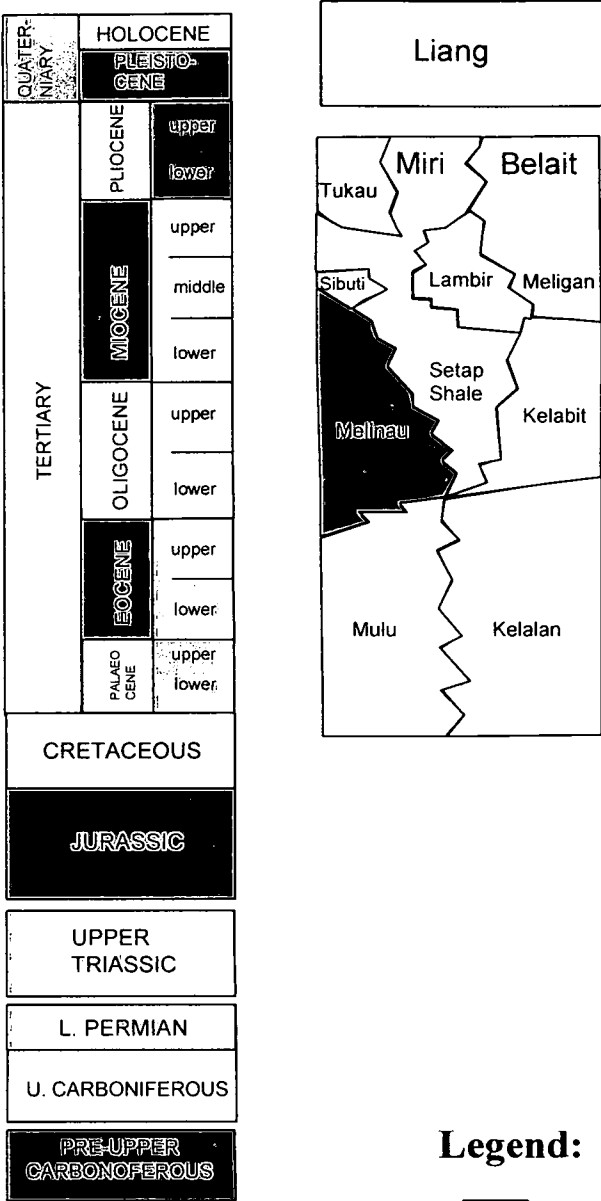 QUATER-
NIARY
HOLOCENE
PLEISTO-
CENE
TERTIARY
PLIOCENE
upper
lower
MIOCENE
upper
middle
lower
OLIGOCENE
upper
lower
EOCENE
upper
lower
PALAEO
CENE
upper
lower
CRETACEOUS
JURASSIC
UPPER
TRIASSIC
L. PERMIAN
U. CARBONIFEROUS
PRE-UPPER
CARBONOFEROUS
Liang
Miri
Belait
Tukau
Sibuti
Lambir
Meligan
Setap
Shale
Melinau
Kelabit
Mulu
Kelalan
Legend: